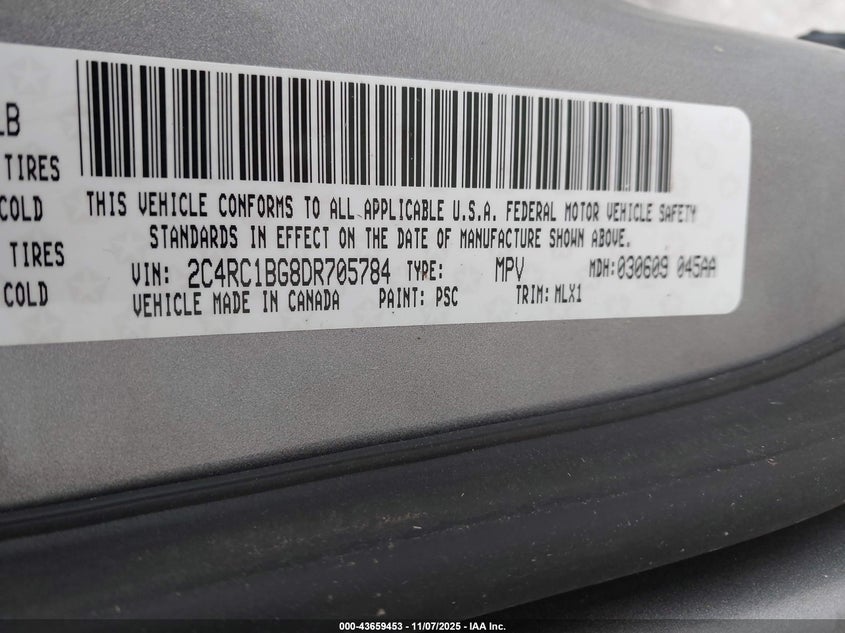 LB
TIRES
COLD
THIS VEHICLE CONFORMS TO ALL APPLICABLE U.S.A. FEDERAL MOTOR VEHICLE SAFETY
STANDARDS IN EFFECT ON THE DATE OF MANUFACTURE SHOWN ABOVE.
TIRES
VIN: 2C4RC1BG8DR705784 TYPE: MPV MDH: 030609 045AA
COLD
VEHICLE MADE IN CANADA PAINT: PSC TRIM: MLX1
000-43659453 - 11/07/2025 - IAA Inc.